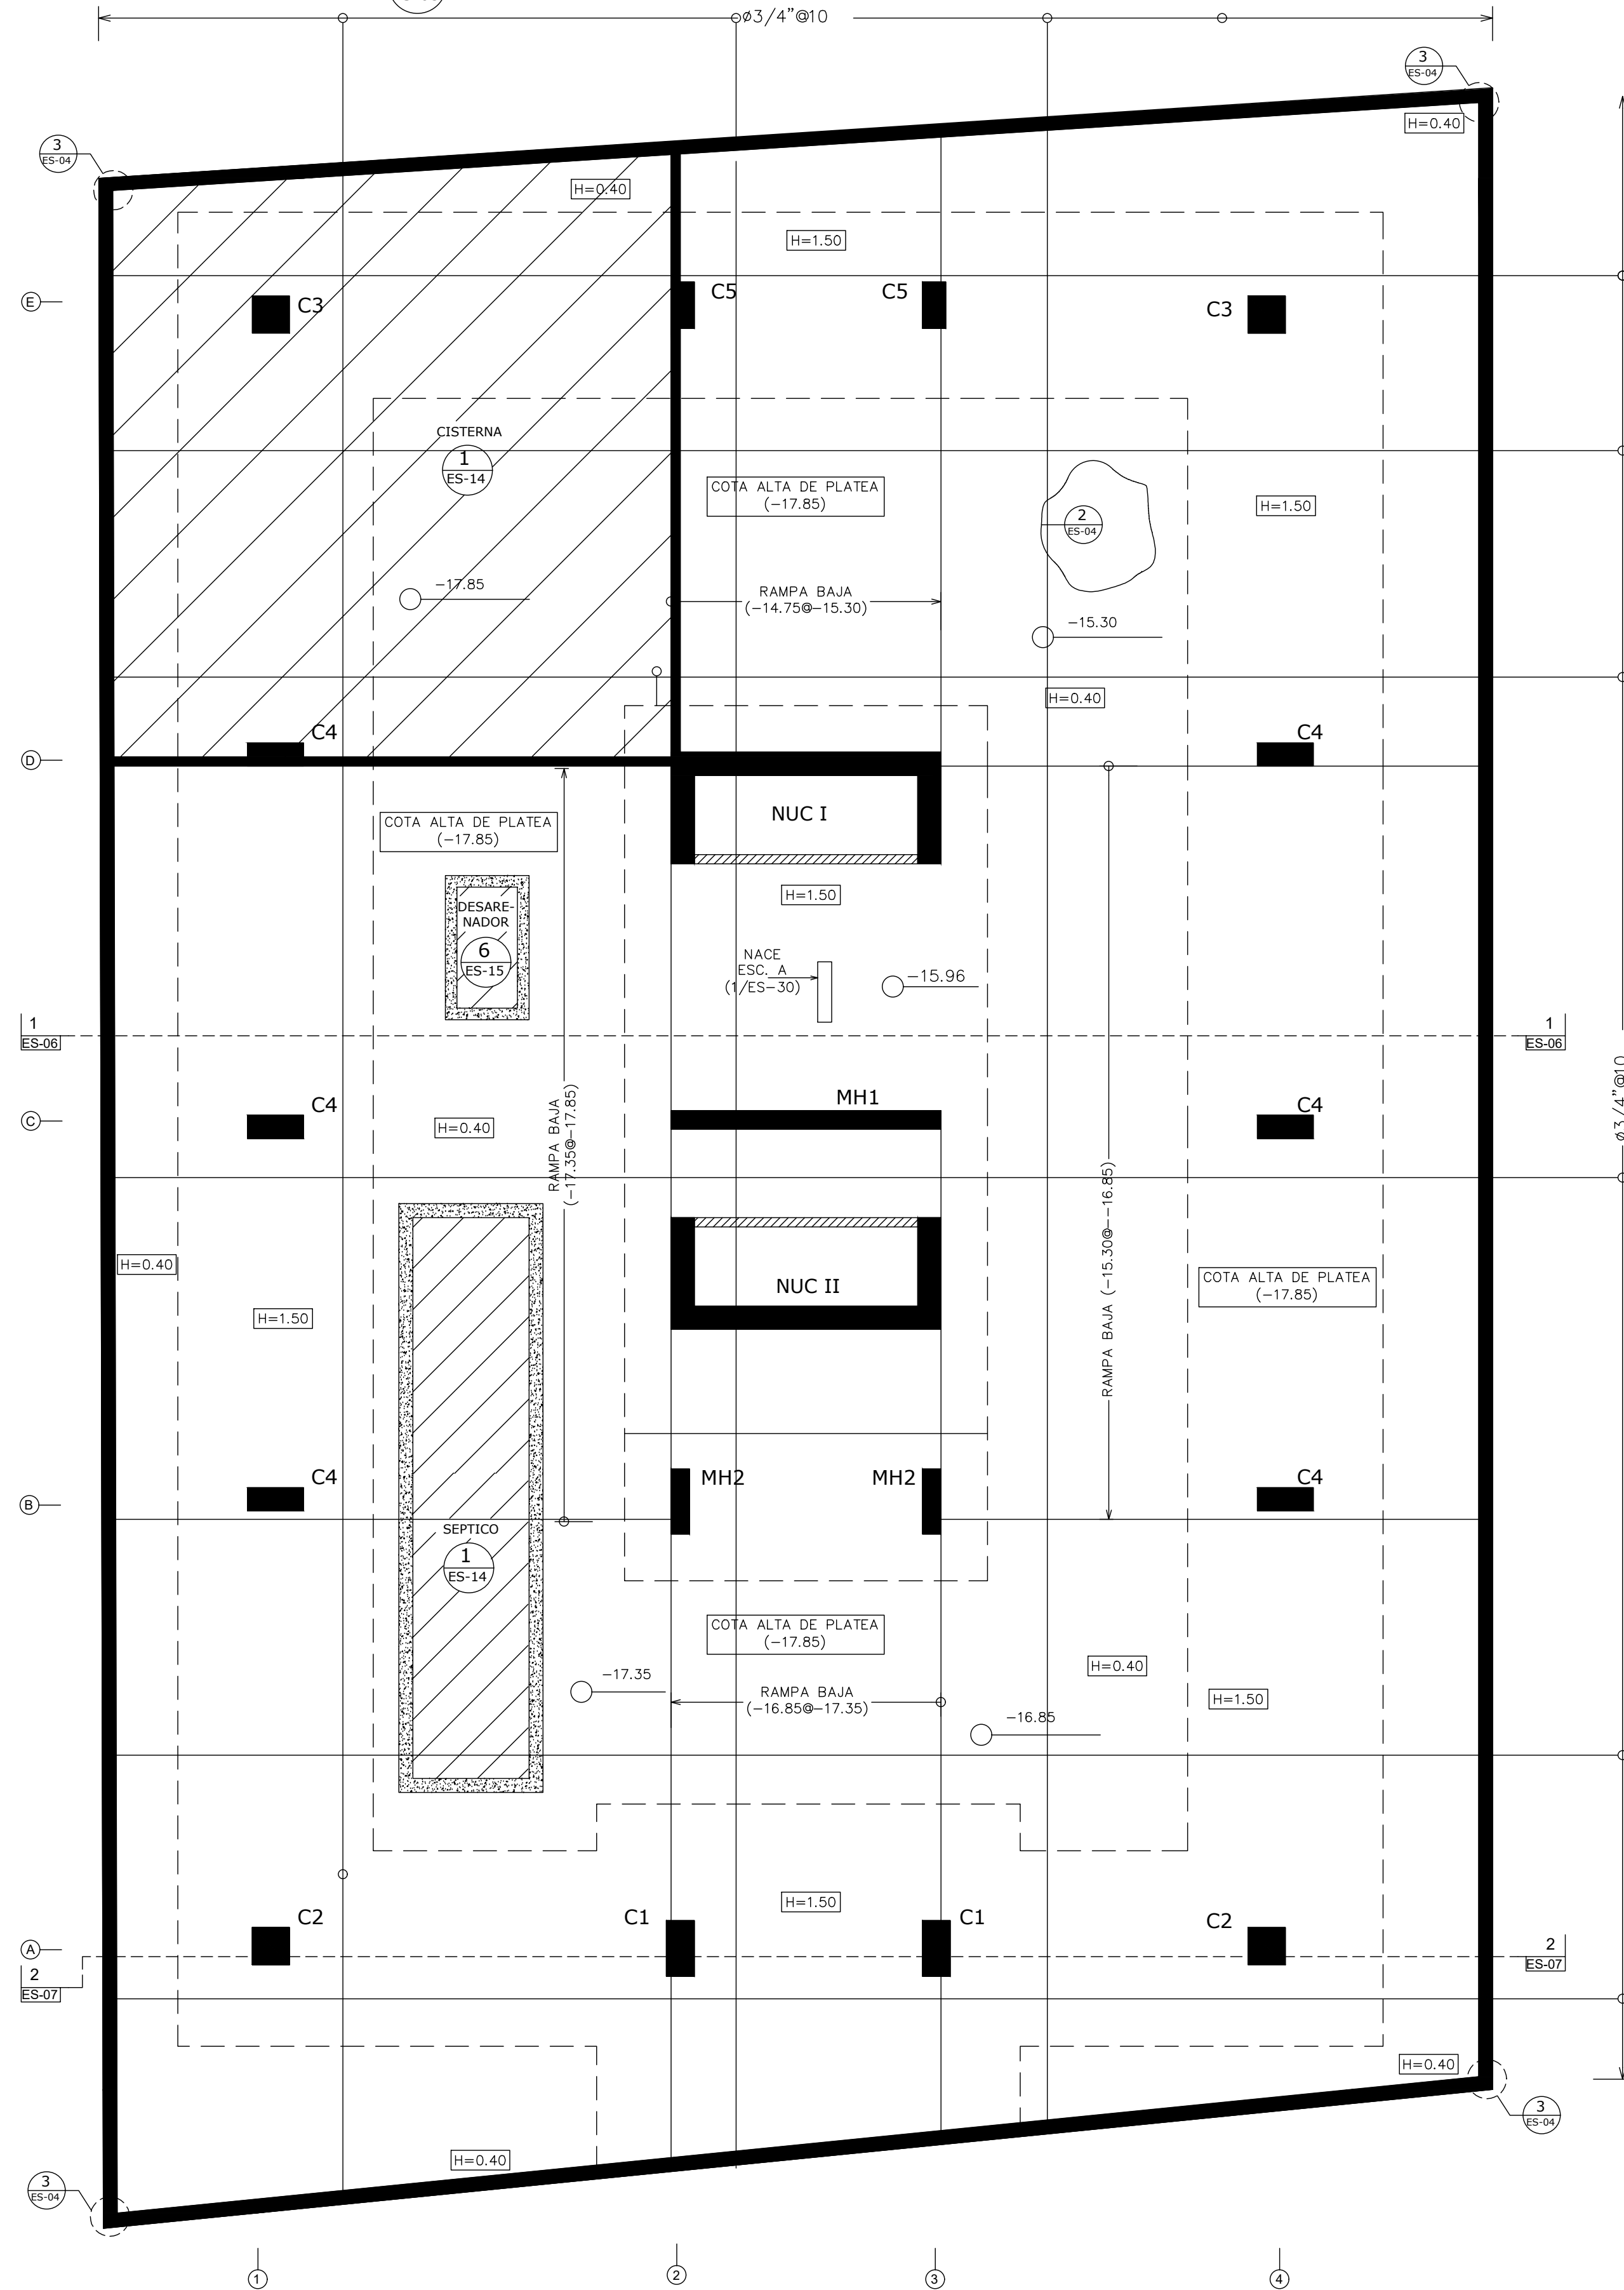 ø3/4"@10
3
ES-04
H=0.40
3
ES-04
H=0.40
H=1.50
E
C3
C5
C5
C3
CISTERNA
1
ES-14
COTA ALTA DE PLATEA
(-17.85)
H=1.50
2
ES-04
-17.85
RAMPA BAJA
(-14.75@-15.30)
-15.30
H=0.40
C4
C4
D
COTA ALTA DE PLATEA
(-17.85)
NUC I
H=1.50
DESARE-
NADOR
6
ES-15
NACE
ESC. A
(1/ES-30)
-15.96
1
ES-06
1
ES-06
ø3/4"@10
C
C4
H=0.40
RAMPA BAJA
(-17.35@-17.85)
MH1
C4
RAMPA BAJA (-15.30@--16.85)
H=0.40
H=1.50
NUC II
COTA ALTA DE PLATEA
(-17.85)
B
C4
MH2
MH2
C4
SEPTICO
1
ES-14
COTA ALTA DE PLATEA
(-17.85)
H=0.40
-17.35
RAMPA BAJA
(-16.85@-17.35)
H=1.50
-16.85
H=1.50
A
C2
C1
C1
C2
2
ES-07
2
ES-07
H=0.40
3
ES-04
H=0.40
3
ES-04
1
2
3
4